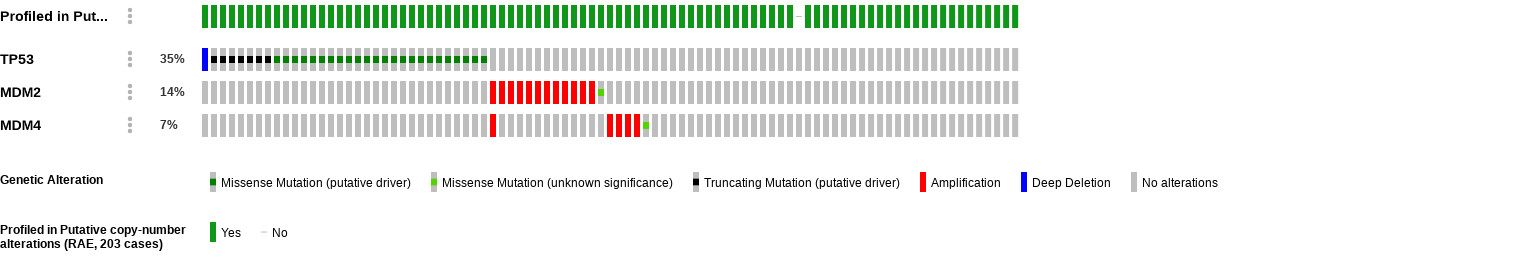 Profiled in Put...
TP53 35%
MDM2 14%
MDM4 7%
Genetic Alteration Missense Mutation (putative driver) Missense Mutation (unknown significance) Truncating Mutation (putative driver) Amplification Deep Deletion No alterations
Profiled in Putative copy-number
alterations (RAE, 203 cases) Yes No